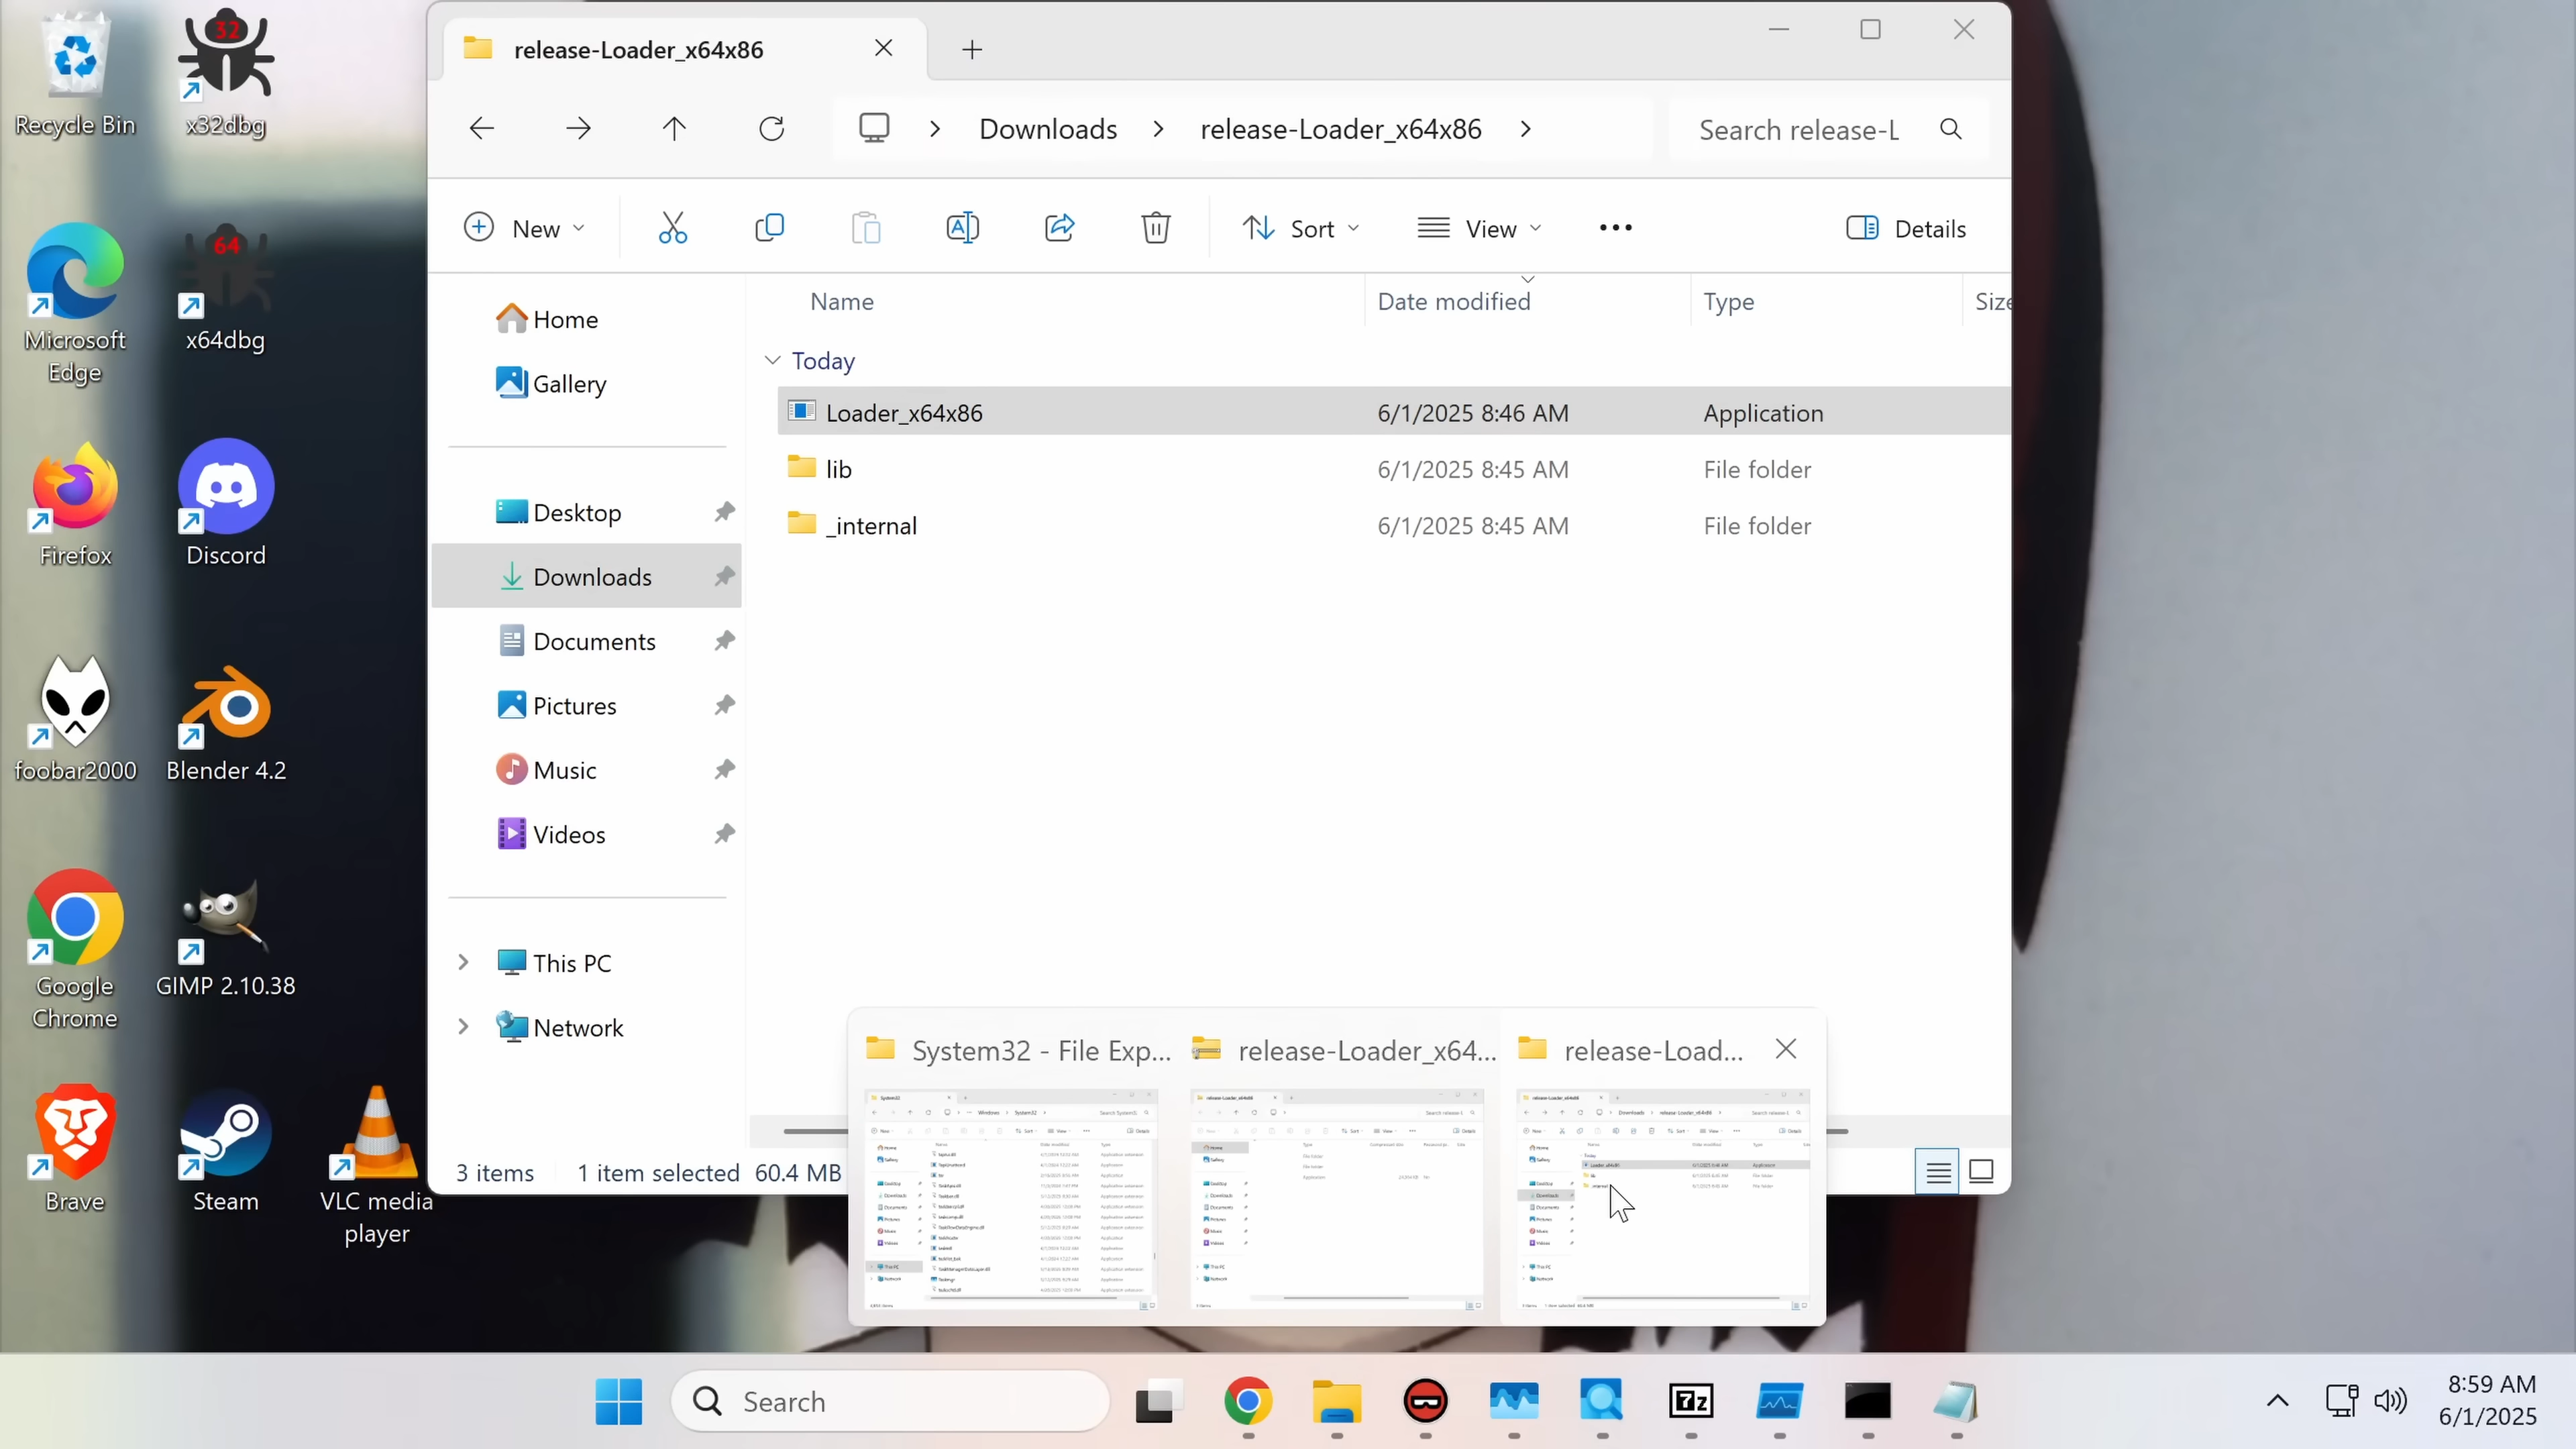 Recycle Bin
32
x32dbg
Microsoft
Edge
64
x64dbg
Firefox
Discord
foobar2000
Blender 4.2
Google
Chrome
GIMP 2.10.38
Brave
Steam
VLC media
player
release-Loader_x64x86
Downloads
release-Loader_x64x86
Search release-L
New
Sort
View
Details
Home
Gallery
Desktop
Downloads
Documents
Pictures
Music
Videos
This PC
Network
Name
Date modified
Type
Size
Today
Loader_x64x86
6/1/2025 8:46 AM
Application
lib
6/1/2025 8:45 AM
File folder
_internal
6/1/2025 8:45 AM
File folder
3 items
1 item selected
60.4 MB
System32 - File Exp...
release-Loader_x64...
release-Load...
Search
7z
8:59 AM
6/1/2025